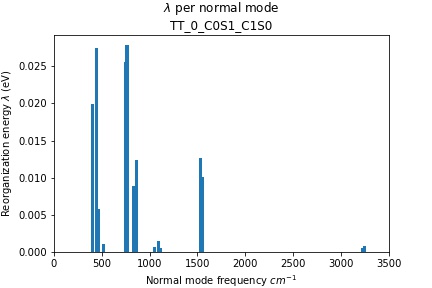 λ per normal mode
TT_0_C0S1_C1S0
Reorganization energy λ (eV)
0.025
0.020
0.015
0.010
0.005
0.000
0 500 1000 1500 2000 2500 3000 3500
Normal mode frequency cm⁻¹